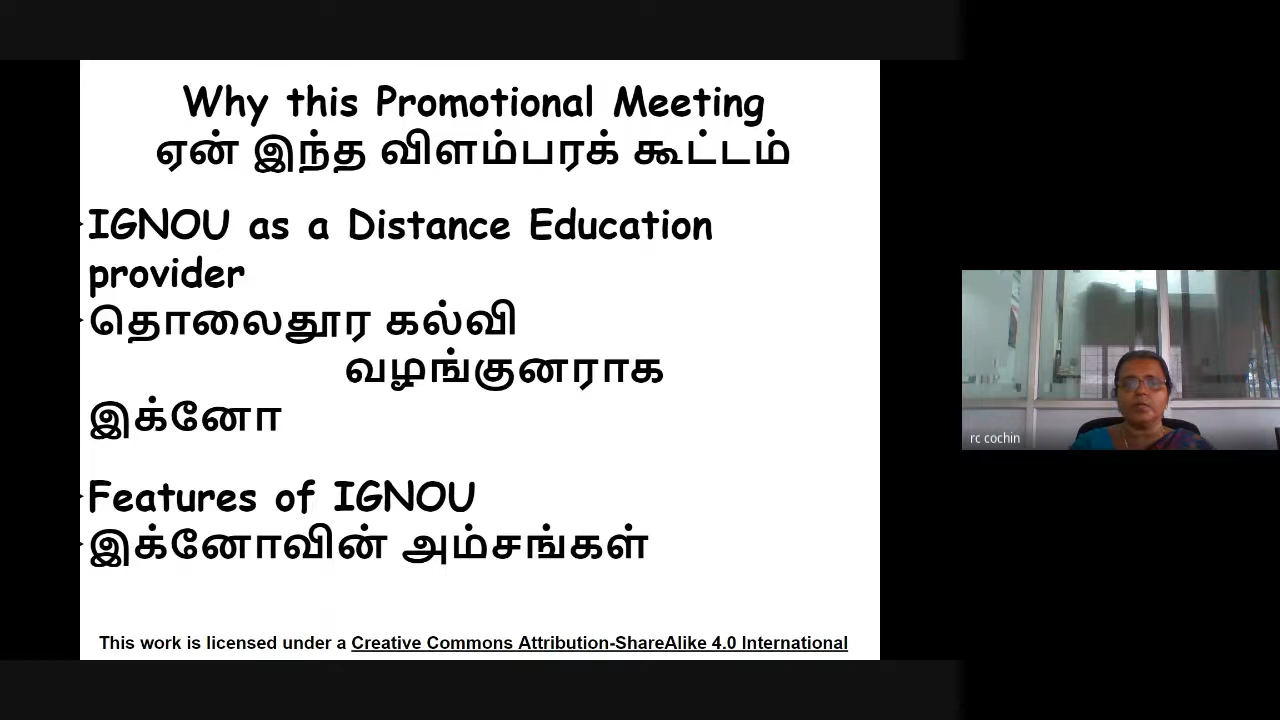 Why this Promotional Meeting
ஏன் இந்த விளம்பரக் கூட்டம்
IGNOU as a Distance Education
provider
தொலைதூர கல்வி
வழங்குனராக
இக்னோ
Features of IGNOU
இக்னோவின் அம்சங்கள்
This work is licensed under a Creative Commons Attribution-ShareAlike 4.0 International
rc cochin